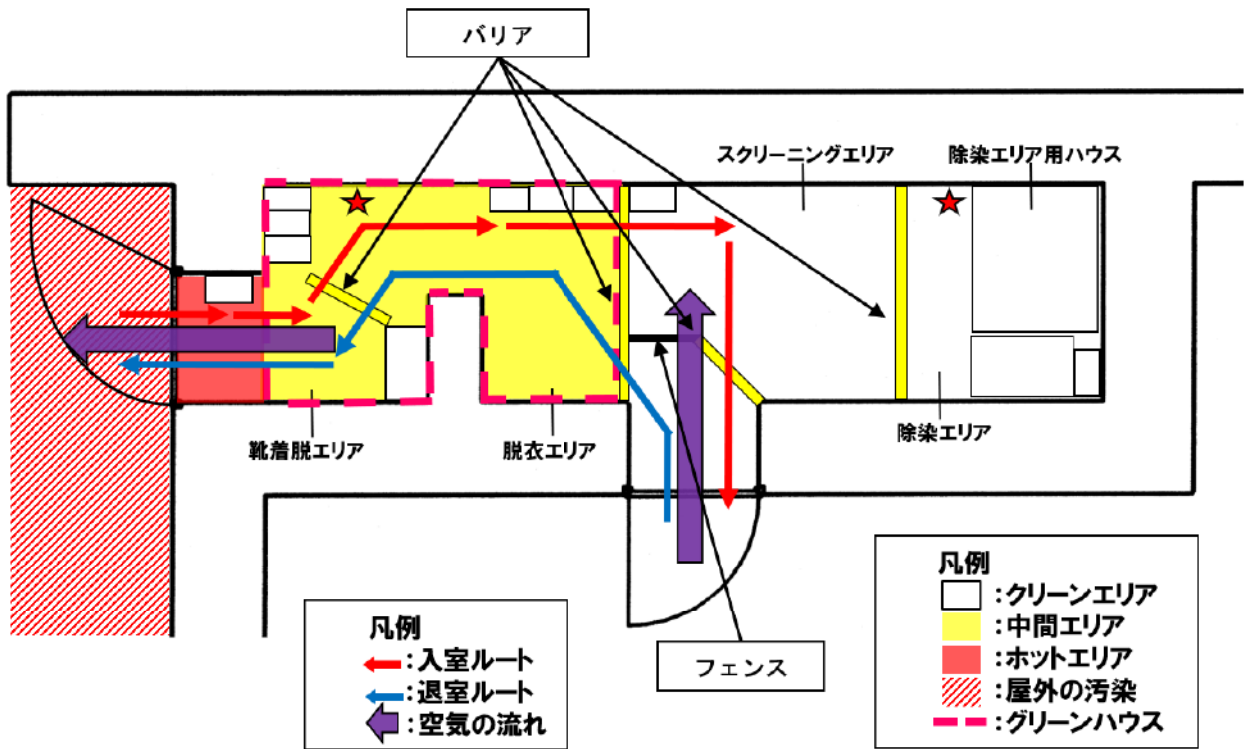 バリア
スクリーニングエリア
除染エリア用ハウス
靴着脱エリア
脱衣エリア
除染エリア
フェンス
凡例
:入室ルート
:退室ルート
:空気の流れ
凡例
:クリーンエリア
:中間エリア
:ホットエリア
:屋外の汚染
:グリーンハウス